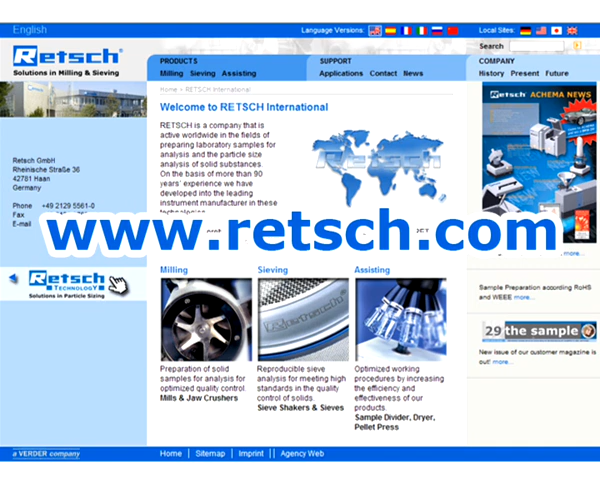 English
Language Versions:
Local Sites:
Retsch®
Solutions in Milling & Sieving
Search
PRODUCTS
Milling Sieving Assisting
SUPPORT
Applications Contact News
COMPANY
History Present Future
Home » RETSCH International
Welcome to RETSCH International
RETSCH is a company that is
active worldwide in the fields of
preparing laboratory samples for
analysis and the particle size
analysis of solid substances.
On the basis of more than 90
years' experience we have
developed into the leading
instrument manufacturer in these
Retsch
Retsch ACHEMA NEWS
Retsch GmbH
Rheinische Straße 36
42781 Haan
Germany
Phone +49 2129 5561-0
Fax
E-mail
www.retsch.com
more...
Retsch
TECHNOLOGY
Solutions in Particle Sizing
Milling
Preparation of solid
samples for analysis for
optimized quality control.
Mills & Jaw Crushers
Sieving
Reproducible sieve
analysis for meeting high
standards in the quality
control of solids.
Sieve Shakers & Sieves
Assisting
Optimized working
procedures by increasing
the efficiency and
effectiveness of our
products.
Sample Divider, Dryer,
Pellet Press
Sample Preparation according RoHS
and WEEE more...
29 the sample
New issue of our customer magazine is
out! more...
a VERDER company
Home | Sitemap | Imprint || Agency Web